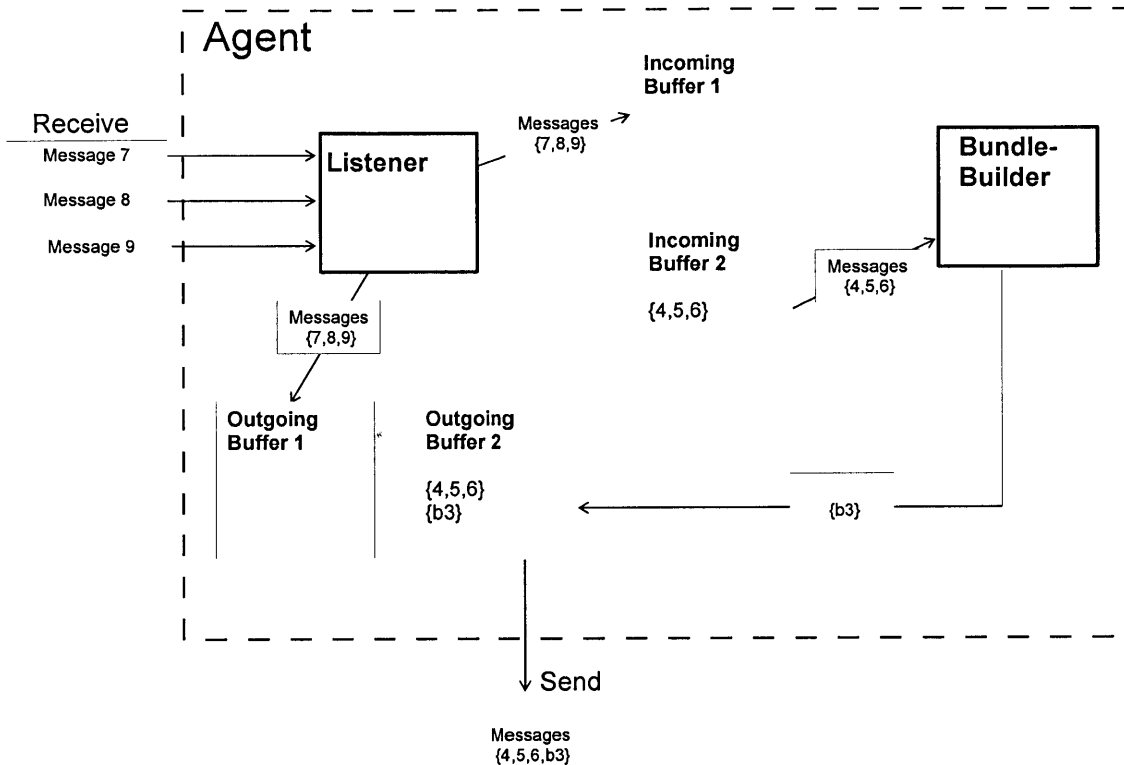 Agent
Incoming
Buffer 1
Receive
Messages
{7,8,9}
Message 7
Listener
Bundle-
Builder
Message 8
Message 9
Incoming
Buffer 2
Messages
{4,5,6}
{4,5,6}
Messages
{7,8,9}
Outgoing
Buffer 1
Outgoing
Buffer 2
{4,5,6}
{b3}
{b3}
Send
Messages
{4,5,6,b3}